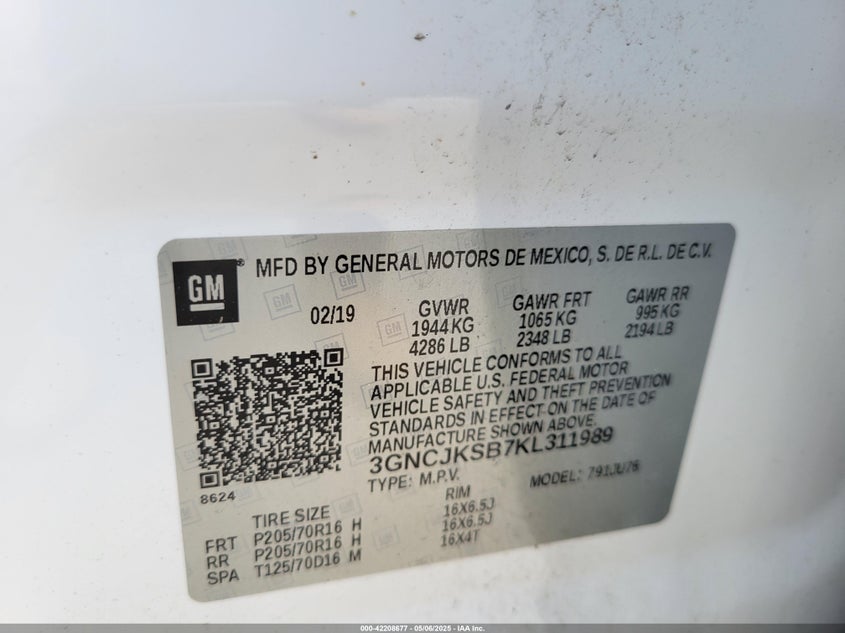 GM
MFD BY GENERAL MOTORS DE MEXICO, S. DE R.L. DE C.V.
02/19
GVWR
1944 KG
4286 LB
GAWR FRT
1065 KG
2348 LB
GAWR RR
995 KG
2194 LB
THIS VEHICLE CONFORMS TO ALL
APPLICABLE U.S. FEDERAL MOTOR
VEHICLE SAFETY AND THEFT PREVENTION
STANDARDS IN EFFECT ON THE DATE OF
MANUFACTURE SHOWN ABOVE.
3GNCJKSB7KL311989
TYPE: M.P.V. MODEL: 791JU76
8624
TIRE SIZE RIM
FRT P205/70R16 H 16X6.5J
RR P205/70R16 H 16X6.5J
SPA T125/70D16 M 16X4T
000-42208677 - 05/06/2025 - IAA Inc.